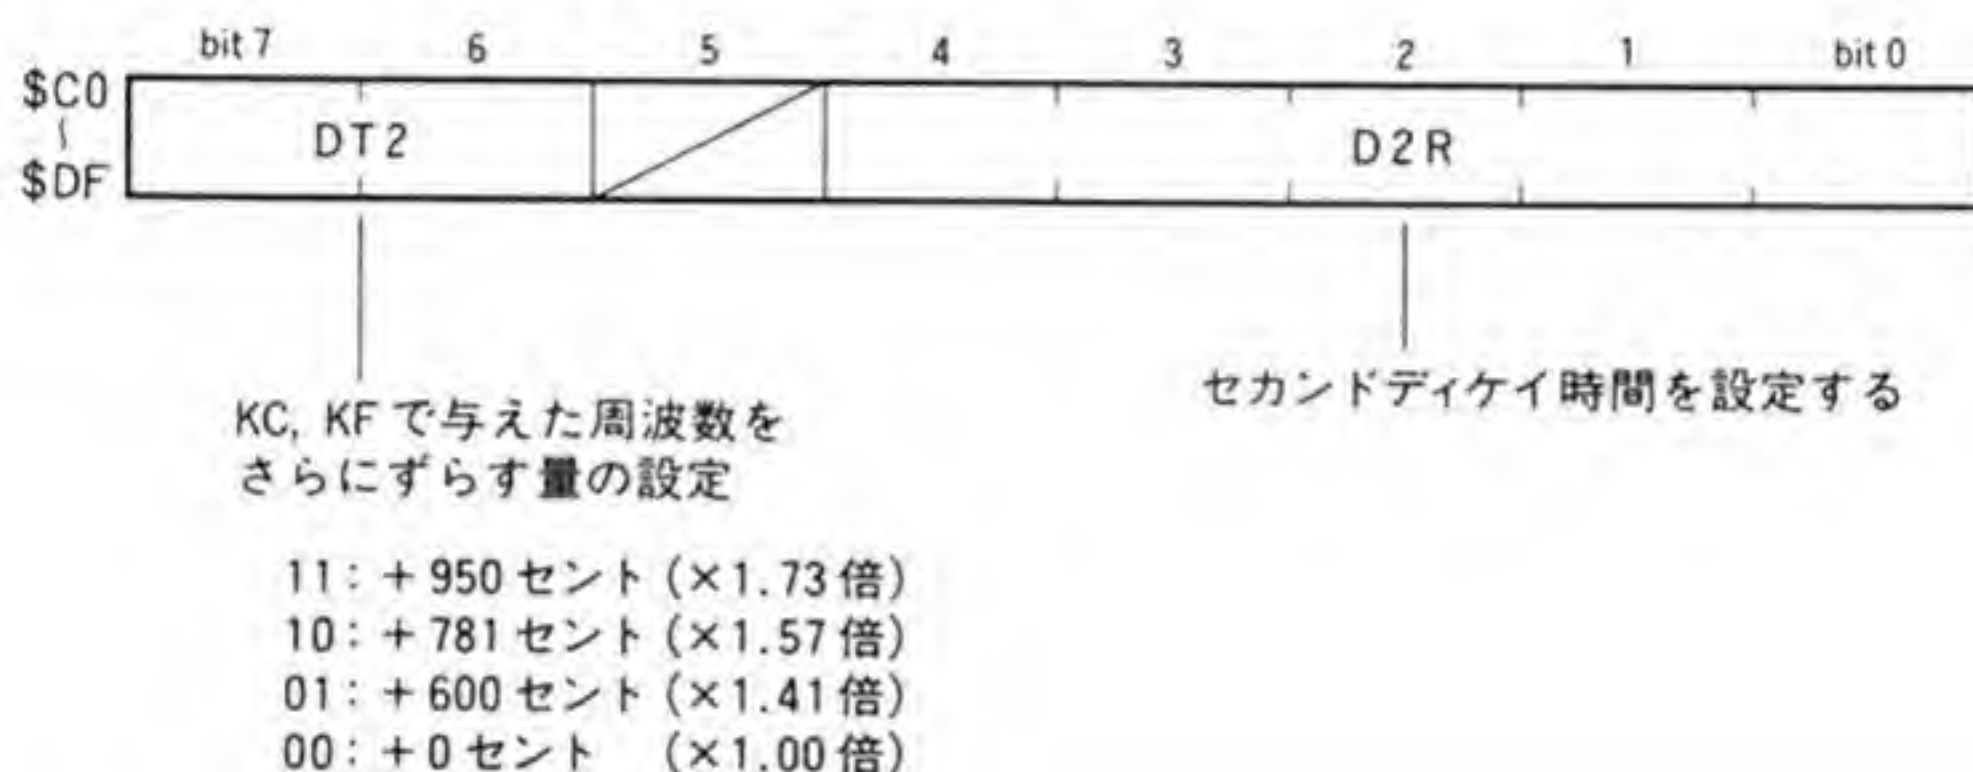 bit 7 6 5 4 3 2 1 bit 0
$C0
〜
$DF
DT2
D2R
KC, KF で与えた周波数を
さらにずらす量の設定
セカンドディケイ時間を設定する
11: +950 セント (×1.73 倍)
10: +781 セント (×1.57 倍)
01: +600 セント (×1.41 倍)
00: +0 セント (×1.00 倍)